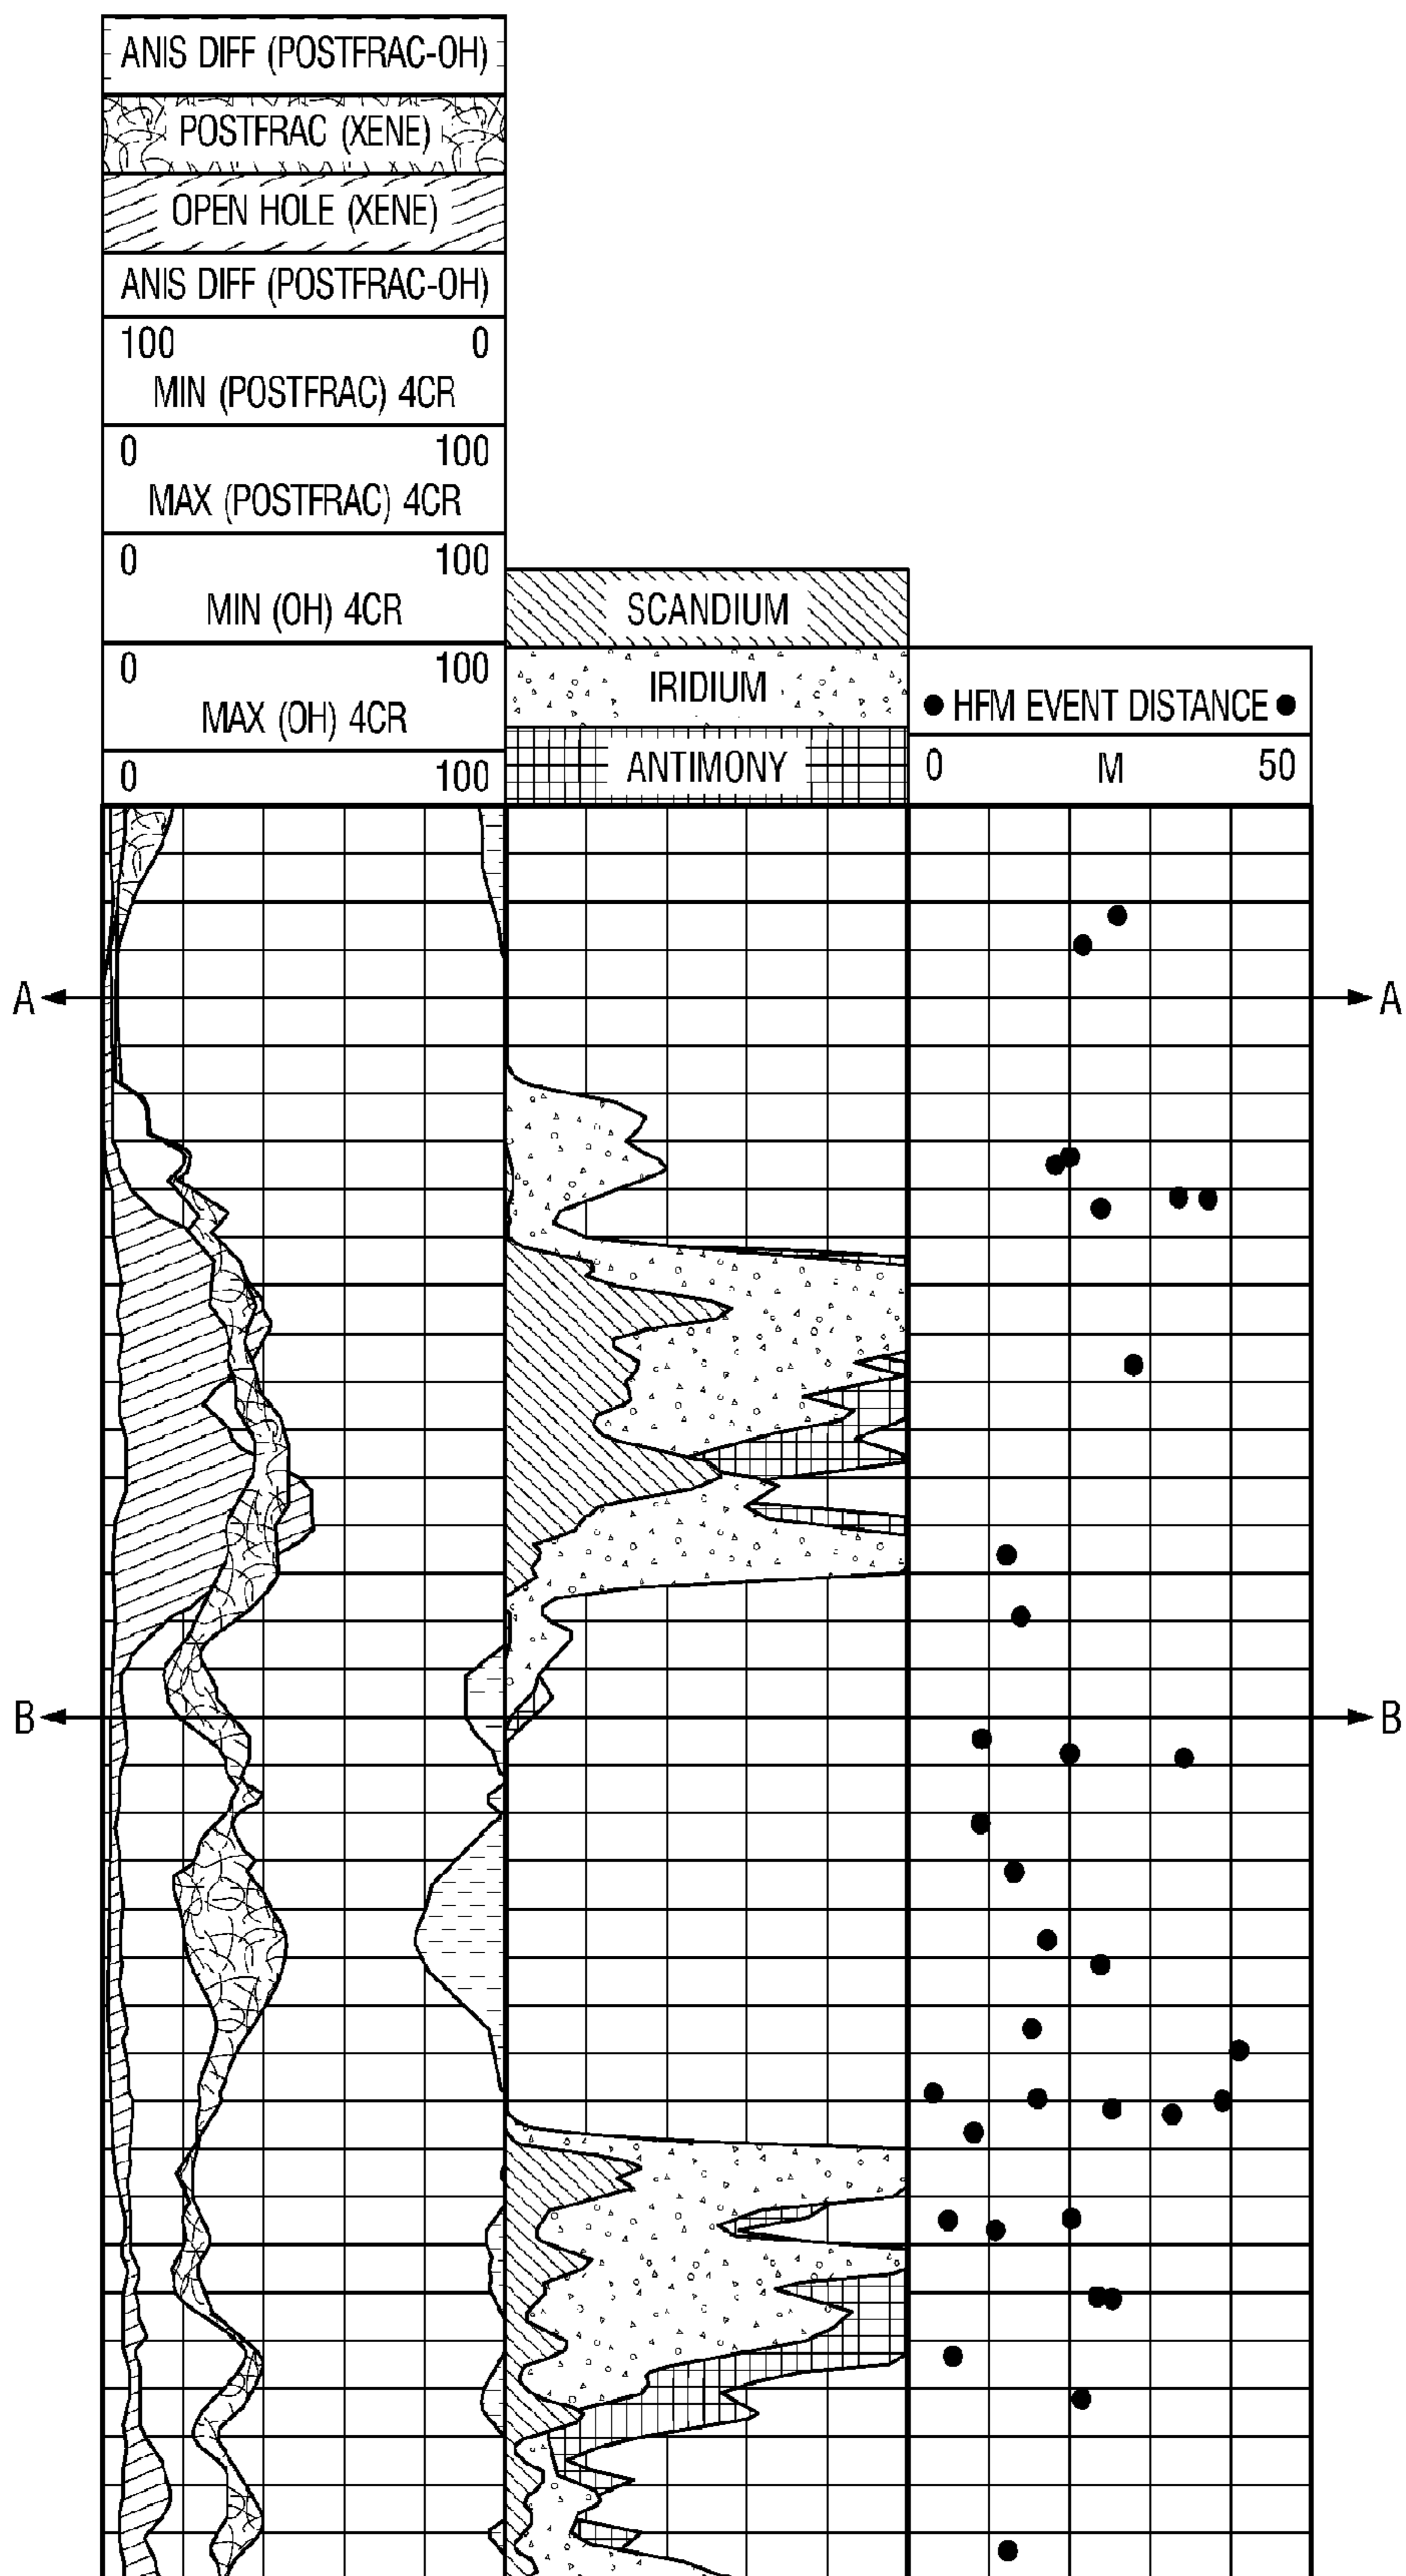 ANIS DIFF (POSTFRAC-OH)
POSTFRAC (XENE)
OPEN HOLE (XENE)
ANIS DIFF (POSTFRAC-OH)
100 0
MIN (POSTFRAC) 4CR
0 100
MAX (POSTFRAC) 4CR
0 100
MIN (OH) 4CR
0 100
MAX (OH) 4CR
0 100
SCANDIUM
IRIDIUM
ANTIMONY
HFM EVENT DISTANCE
0 M 50
A A
B B